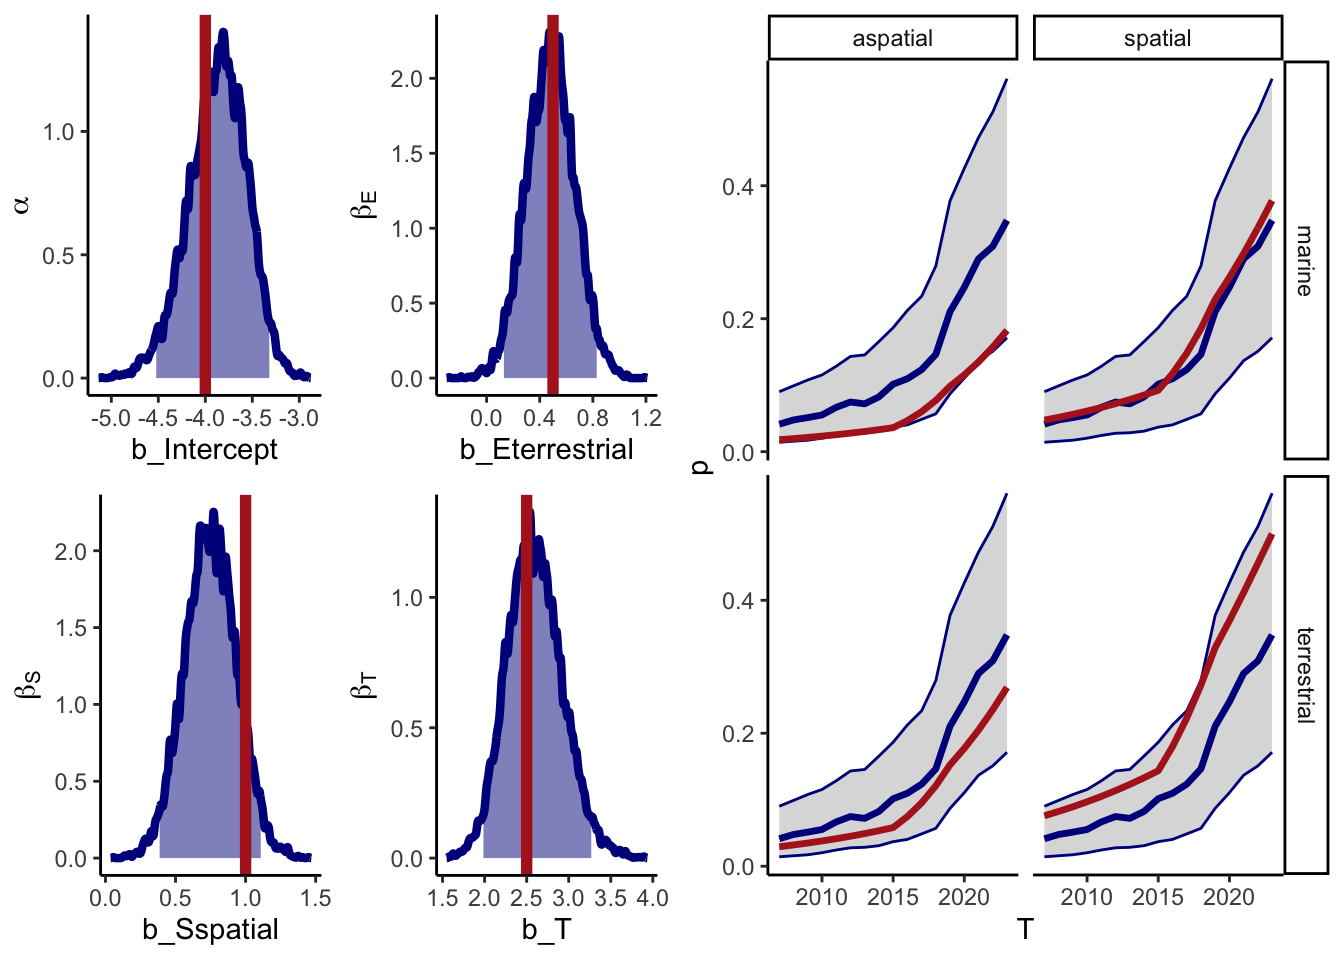 α
1.0
0.5
0.0
-5.0 -4.5 -4.0 -3.5 -3.0
b_Intercept
βE
2.0
1.5
1.0
0.5
0.0
0.0 0.4 0.8 1.2
b_Eterrestrial
βS
2.0
1.5
1.0
0.5
0.0
0.0 0.5 1.0 1.5
b_Sspatial
βT
1.0
0.5
0.0
1.5 2.0 2.5 3.0 3.5 4.0
b_T
aspatial spatial
p
0.4
0.2
0.0
marine
0.4
0.2
0.0
terrestrial
2010 2015 2020 2010 2015 2020
T